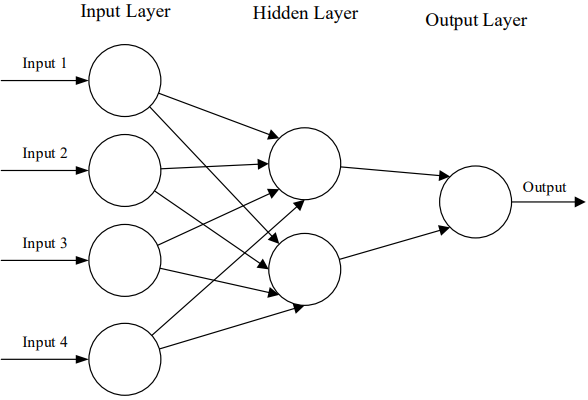 Input Layer
Hidden Layer
Output Layer
Input 1
Input 2
Input 3
Input 4
Output